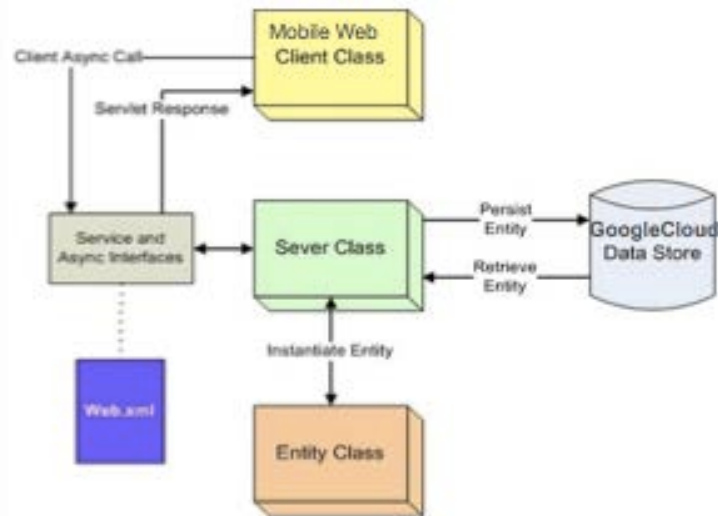 Mobile Web
Client Class
Client Async Call
Servlet Response
Service and
Async Interfaces
Sever Class
Persist
Entity
GoogleCloud
Data Store
Retrieve
Entity
Instantiate Entity
Web.xml
Entity Class